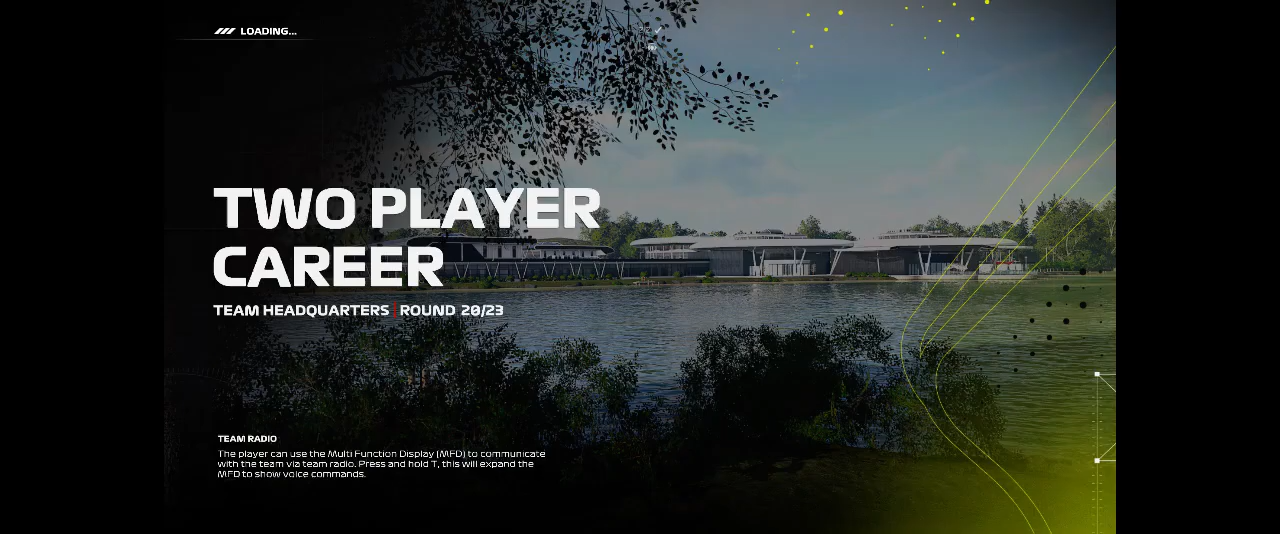 LOADING...
TWO PLAYER
CAREER
TEAM HEADQUARTERS | ROUND 20/23
TEAM RADIO
The player can use the Multi Function Display (MFD) to communicate
with the team via team radio. Press and hold T, this will expand the
MFD to show voice commands.